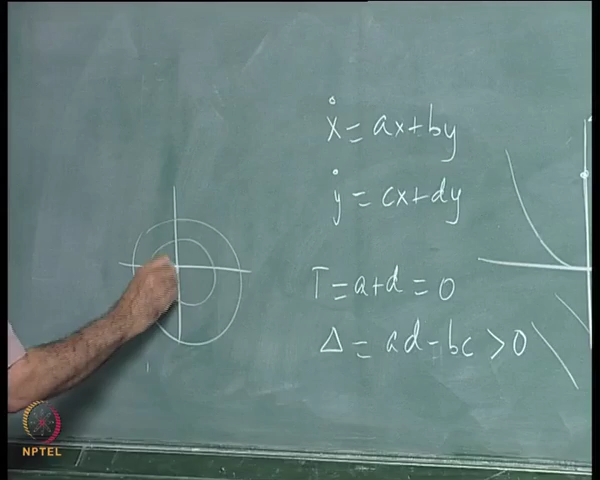 ẋ = ax+by
ẏ = cx+dy
T = a+d = 0
Δ = ad-bc > 0
NPTEL